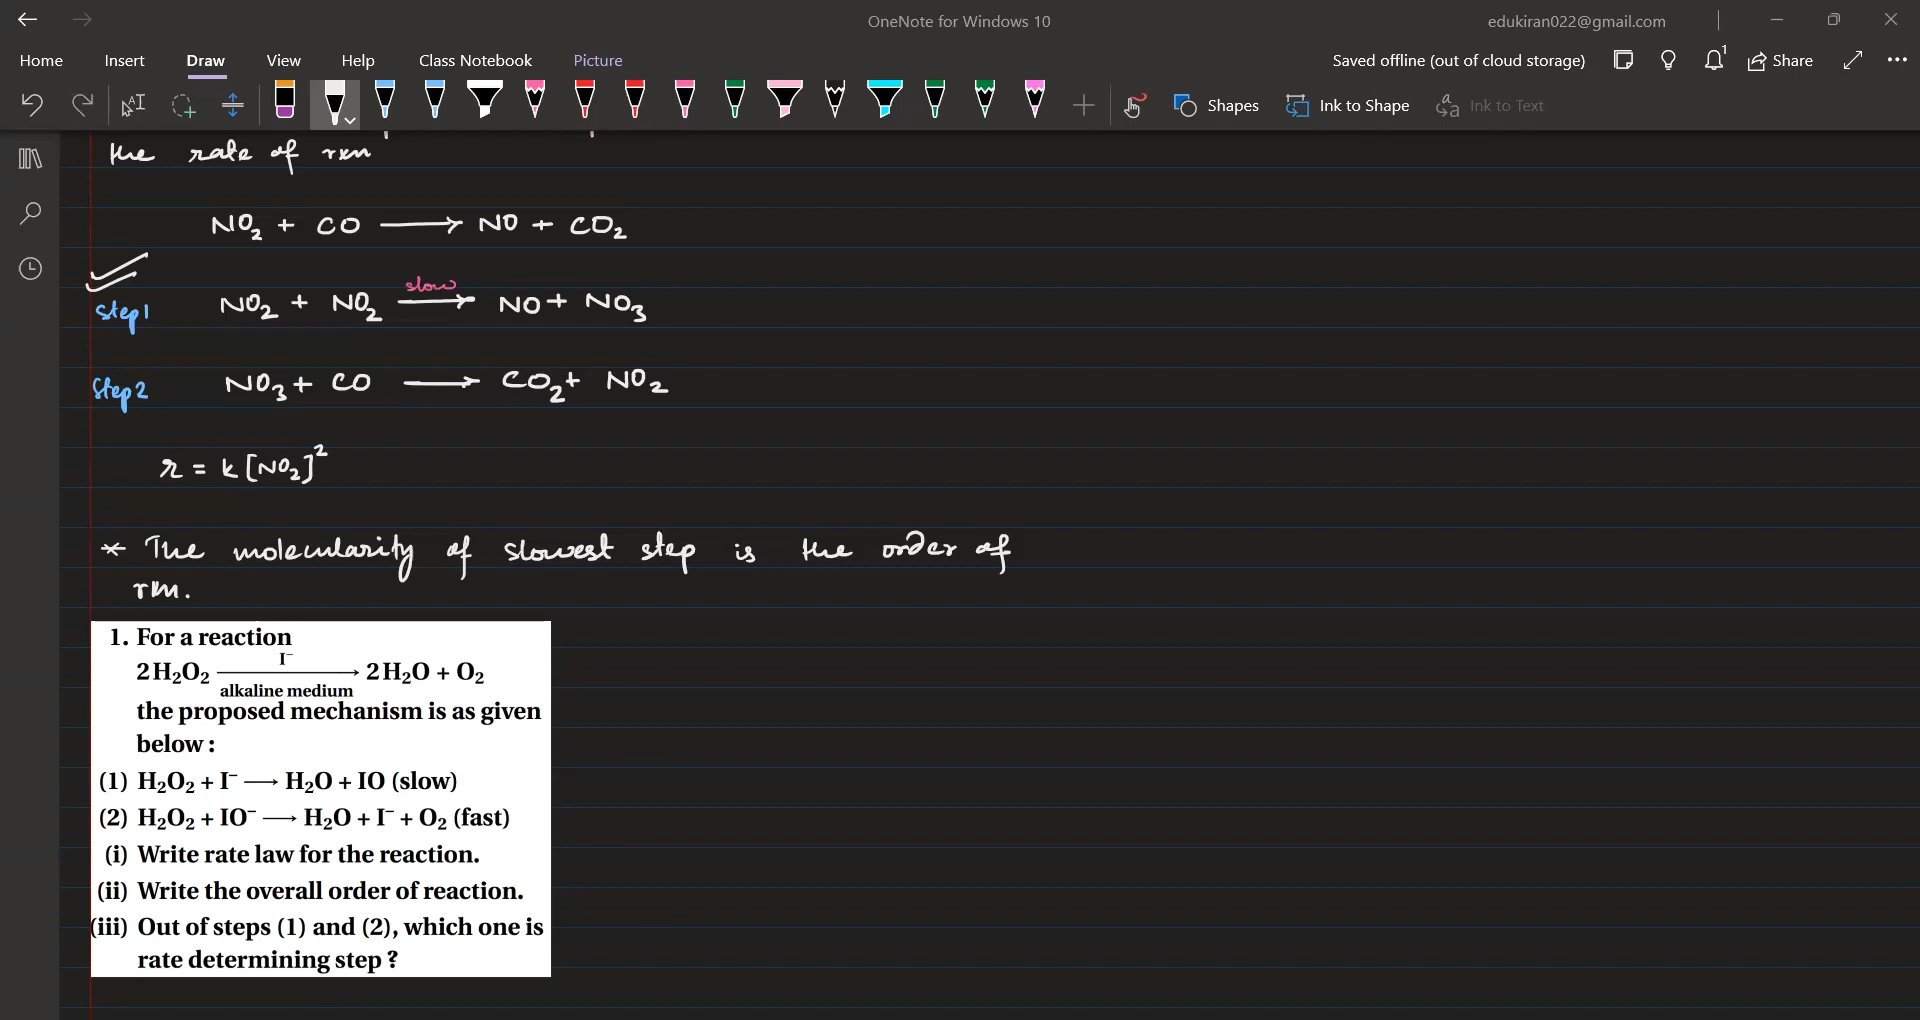 OneNote for Windows 10
edukiran022@gmail.com
Home Insert Draw View Help Class Notebook Picture
Saved offline (out of cloud storage) 1 Share
Shapes Ink to Shape Ink to Text
the rate of rxn
NO₂ + CO ⟶ NO + CO₂
slow
Step1 NO₂ + NO₂ ⟶ NO + NO₃
Step2 NO₃ + CO ⟶ CO₂ + NO₂
r = k[NO₂]²
* The molecularity of slowest step is the order of
rxn.
1. For a reaction
I⁻
2H₂O₂ ⟶ 2H₂O + O₂
alkaline medium
the proposed mechanism is as given
below :
(1) H₂O₂ + I⁻ ⟶ H₂O + IO (slow)
(2) H₂O₂ + IO⁻ ⟶ H₂O + I⁻ + O₂ (fast)
(i) Write rate law for the reaction.
(ii) Write the overall order of reaction.
(iii) Out of steps (1) and (2), which one is
rate determining step ?